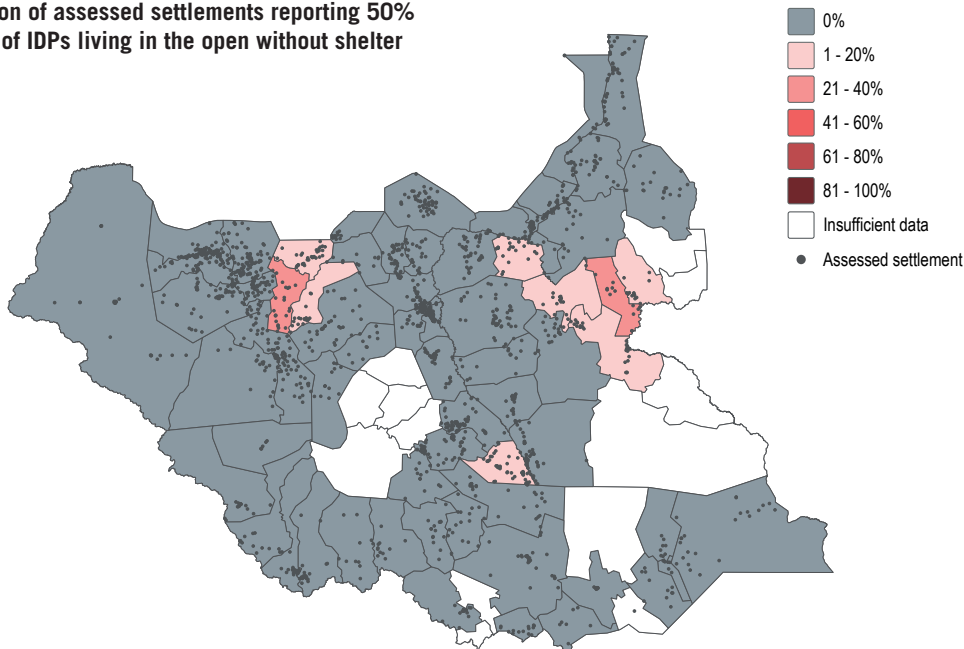 on of assessed settlements reporting 50%
of IDPs living in the open without shelter
0%
1 - 20%
21 - 40%
41 - 60%
61 - 80%
81 - 100%
Insufficient data
Assessed settlement